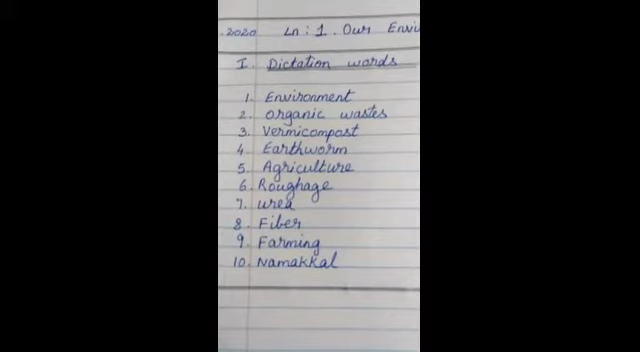 .2020 Ln : 1. Our Envi
I. Dictation words
1. Environment
2. organic wastes
3. Vermicompost
4. Earthworm
5. Agriculture
6. Roughage
7. urea
8. Fiber
9. Farming
10. Namakkal